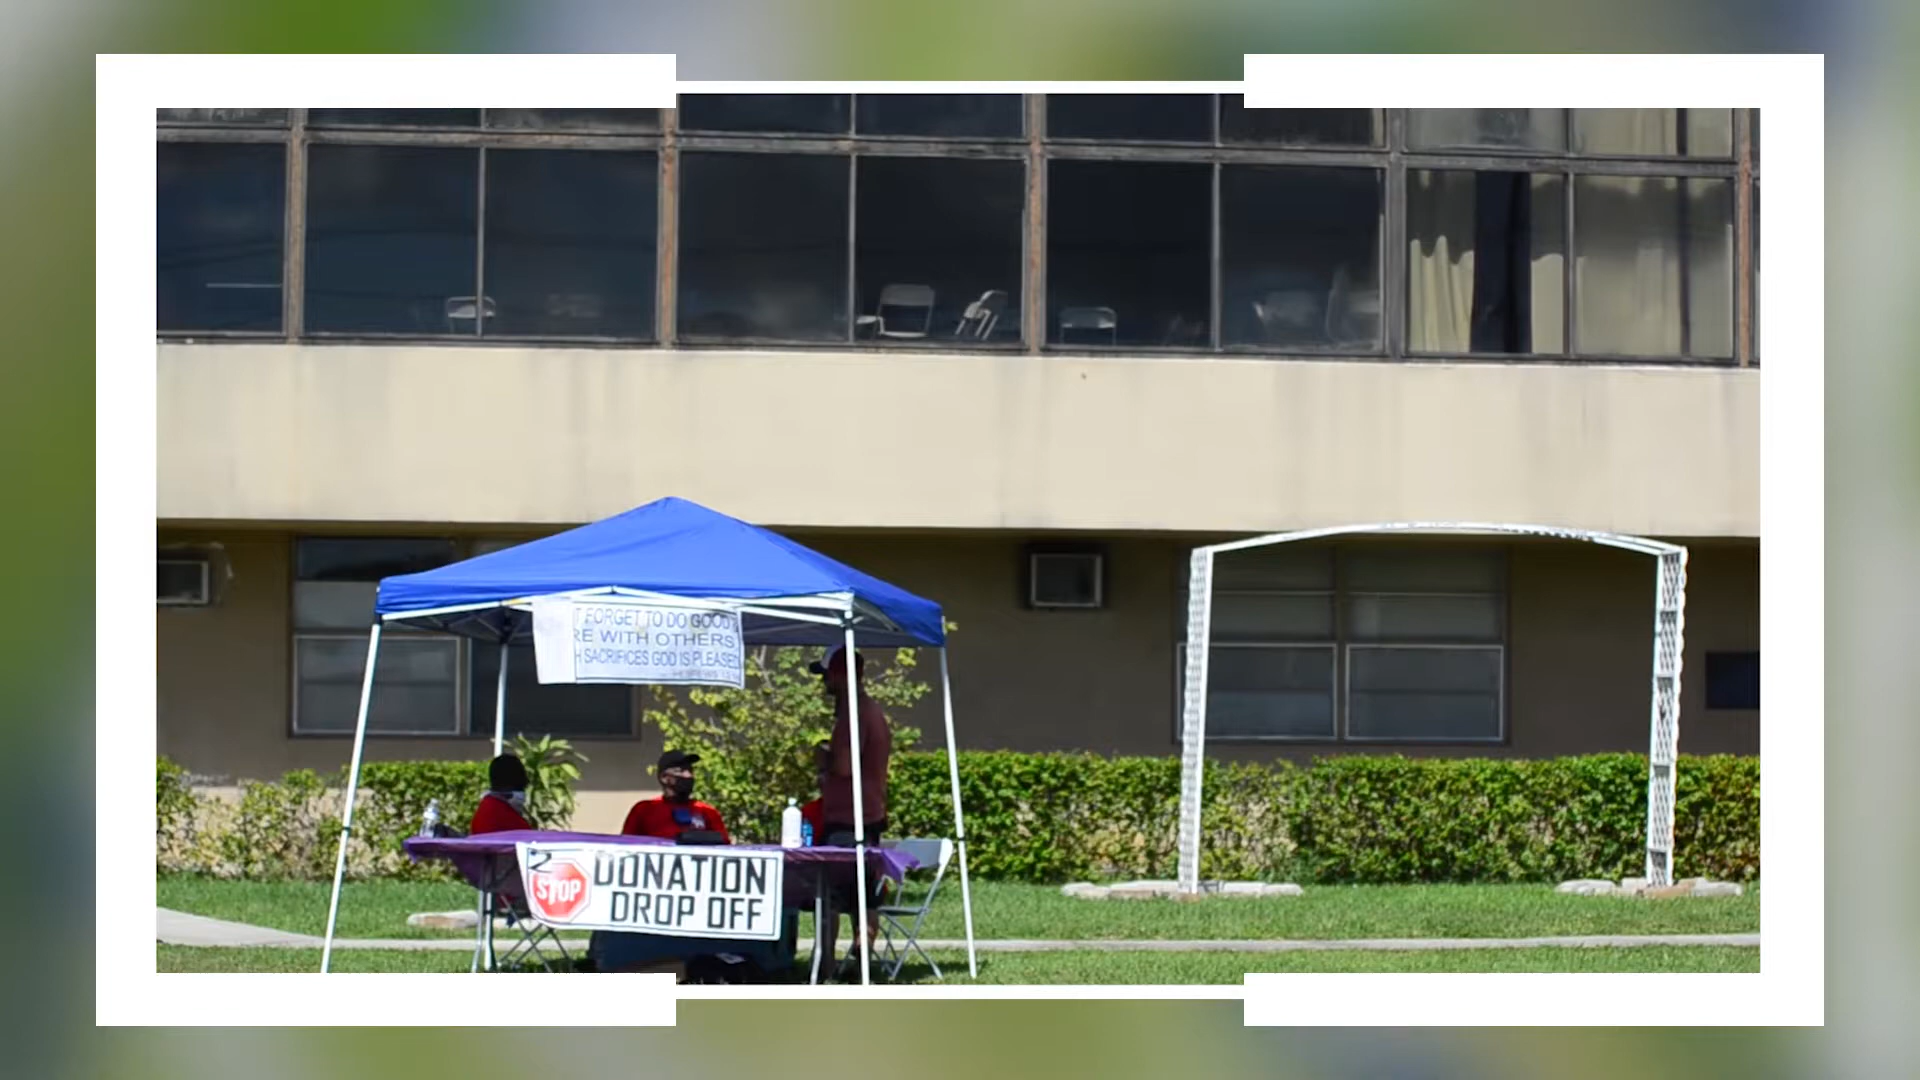 T FORGET TO DO GOOD &
RE WITH OTHERS
H SACRIFICES GOD IS PLEASED
2
STOP
DONATION
DROP OFF